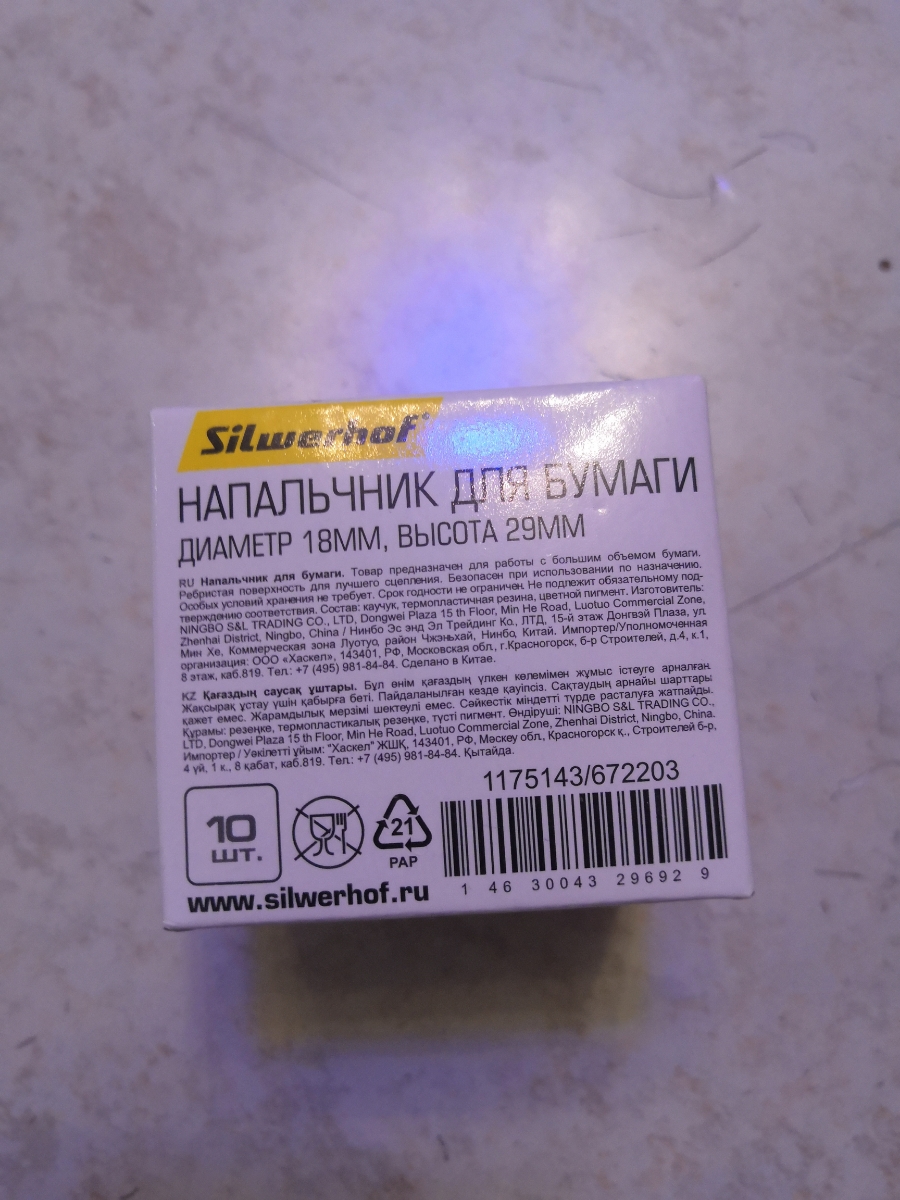 Silwerhof
НАПАЛЬЧНИК ДЛЯ БУМАГИ
ДИАМЕТР 18ММ, ВЫСОТА 29ММ
RU Напальчник для бумаги. Товар предназначен для работы с большим объемом бумаги.
Ребристая поверхность для лучшего сцепления. Безопасен при использовании по назначению.
Особых условий хранения не требует. Срок годности не ограничен. Не подлежит обязательному под-
тверждению соответствия. Состав: каучук, термопластичная резина, цветной пигмент. Изготовитель:
NINGBO S&L TRADING CO., LTD, Dongwei Plaza 15 th Floor, Min He Road, Luotuo Commercial Zone,
Zhenhai District, Ningbo, China / Нинбо Эс энд Эл Трейдинг Ко., ЛТД, 15-й этаж Донгвэй Плаза, ул.
Мин Хе, Коммерческая зона Луотуо, район Чжэньхай, Нинбо, Китай. Импортер/Уполномоченная
организация: ООО «Хаскел», 143401, РФ, Московская обл., г.Красногорск, б-р Строителей, д.4, к.1,
8 этаж, каб.819. Тел.: +7 (495) 981-84-84. Сделано в Китае.
KZ Қағаздың саусақ ұштары. Бұл өнім қағаздың үлкен көлемімен жұмыс істеуге арналған.
Жақсырақ ұстау үшін қабырға беті. Пайдаланылған кезде қауіпсіз. Сақтаудың арнайы шарттары
қажет емес. Жарамдылық мерзімі шектеулі емес. Сәйкестік міндетті түрде расталуға жатпайды.
Құрамы: резеңке, термопластикалық резеңке, түсті пигмент. Өндіруші: NINGBO S&L TRADING CO.,
LTD, Dongwei Plaza 15 th Floor, Min He Road, Luotuo Commercial Zone, Zhenhai District, Ningbo, China.
Импортер / Уәкілетті ұйым: "Хаскел" ЖШҚ, 143401, РФ, Мәскеу обл., Красногорск қ., Строителей б-р,
4 үй, 1 к., 8 қабат, каб.819. Тел.: +7 (495) 981-84-84. Қытайда.
1175143/672203
10
ШТ.
21
PAP
1 46 30043 29692 9
www.silwerhof.ru